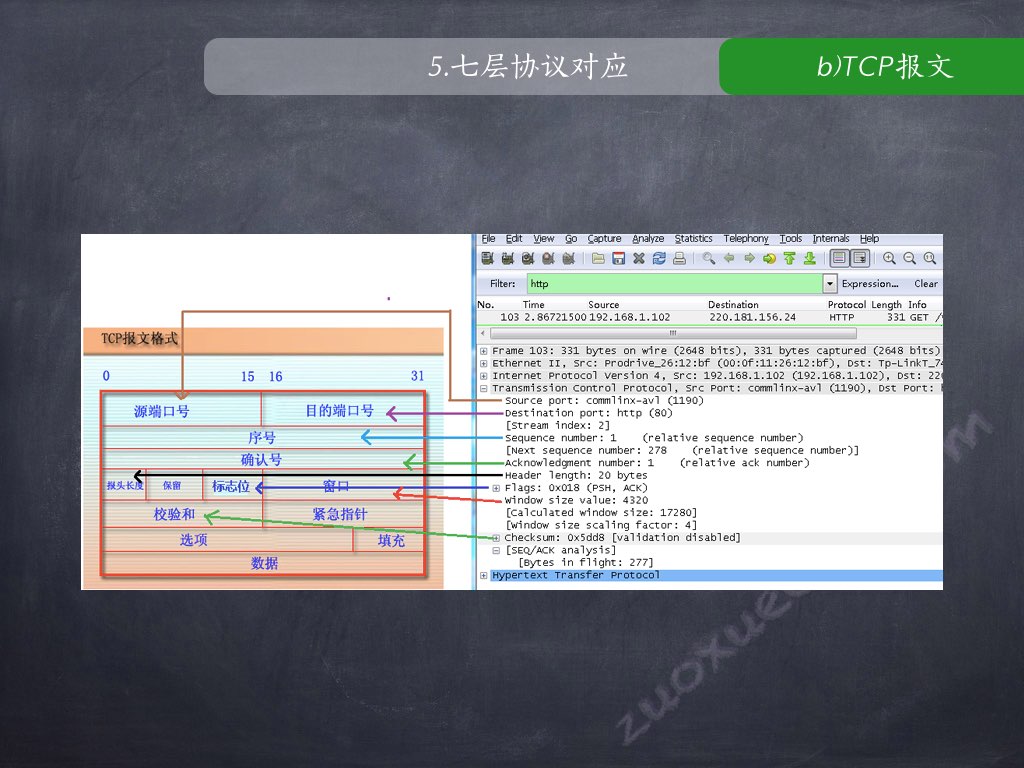 5.七层协议对应
b)TCP报文
TCP报文格式
0 15 16 31
源端口号 目的端口号
序号
确认号
报头长度 保留 标志位 窗口
校验和 紧急指针
选项 填充
数据
File Edit View Go Capture Analyze Statistics Telephony Tools Internals Help
Filter: http Expression... Clear
No. Time Source Destination Protocol Length Info
103 2.86721500 192.168.1.102 220.181.156.24 HTTP 331 GET /
Frame 103: 331 bytes on wire (2648 bits), 331 bytes captured (2648 bits)
Ethernet II, Src: Prodrive_26:12:bf (00:0f:11:26:12:bf), Dst: Tp-LinkT_74
Internet Protocol Version 4, Src: 192.168.1.102 (192.168.1.102), Dst: 220
Transmission Control Protocol, Src Port: commlinx-avl (1190), Dst Port:
Source port: commlinx-avl (1190)
Destination port: http (80)
[Stream index: 2]
Sequence number: 1 (relative sequence number)
[Next sequence number: 278 (relative sequence number)]
Acknowledgment number: 1 (relative ack number)
Header length: 20 bytes
Flags: 0x018 (PSH, ACK)
Window size value: 4320
[Calculated window size: 17280]
[Window size scaling factor: 4]
Checksum: 0x5dd8 [validation disabled]
[SEQ/ACK analysis]
[Bytes in flight: 277]
Hypertext Transfer Protocol